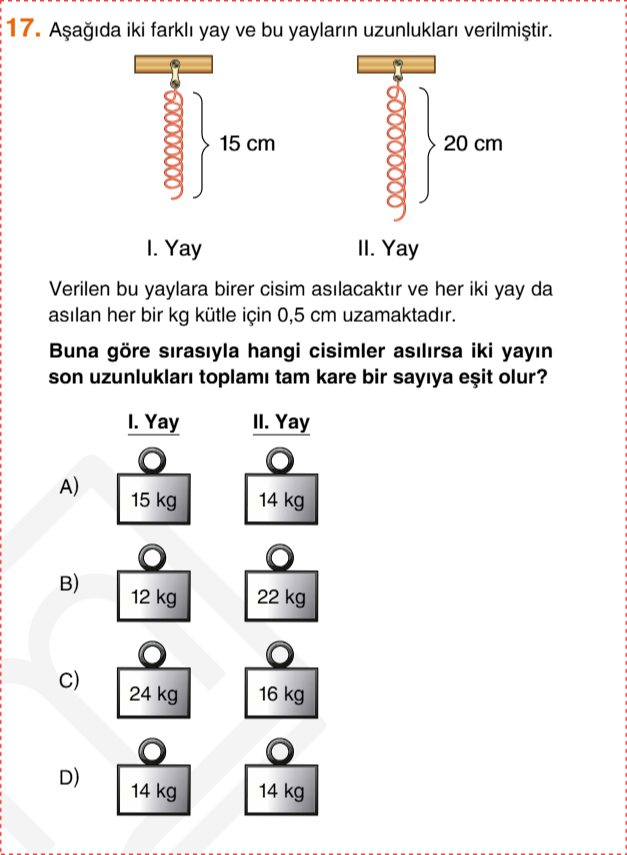 17. Aşağıda iki farklı yay ve bu yayların uzunlukları verilmiştir.
15 cm
20 cm
I. Yay
II. Yay
Verilen bu yaylara birer cisim asılacaktır ve her iki yay da
asılan her bir kg kütle için 0,5 cm uzamaktadır.
Buna göre sırasıyla hangi cisimler asılırsa iki yayın
son uzunlukları toplamı tam kare bir sayıya eşit olur?
I. Yay II. Yay
A) 15 kg 14 kg
B) 12 kg 22 kg
C) 24 kg 16 kg
D) 14 kg 14 kg